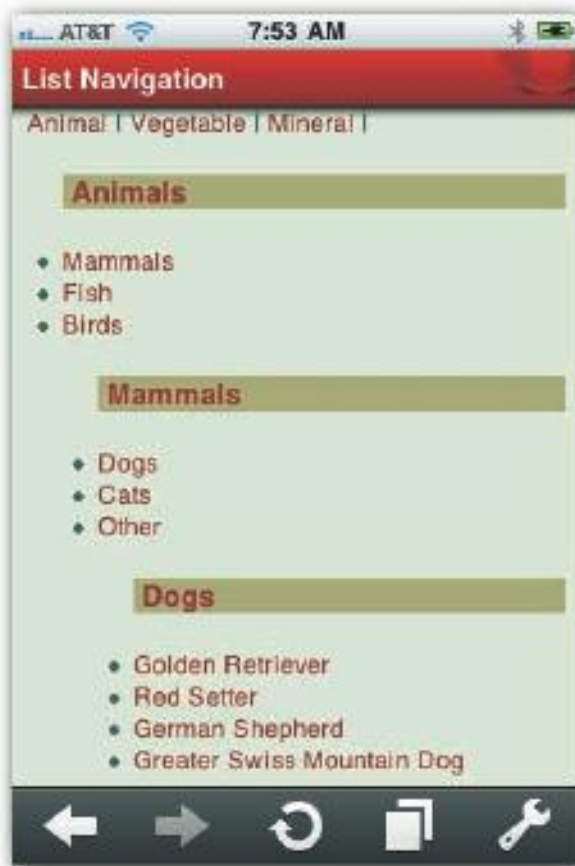 AT&T 7:53 AM
List Navigation
Animal | Vegetable | Mineral |
Animals
Mammals
Fish
Birds
Mammals
Dogs
Cats
Other
Dogs
Golden Retriever
Red Setter
German Shepherd
Greater Swiss Mountain Dog